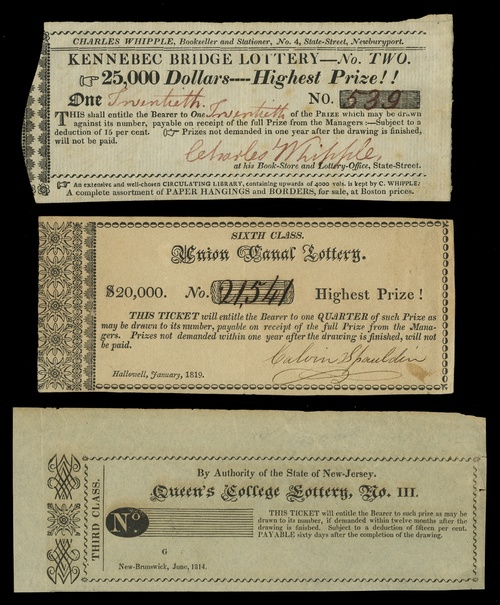 CHARLES WHIPPLE, Bookseller and Stationer, No. 4, State-Street, Newburyport.
KENNEBEC BRIDGE LOTTERY—No. TWO.
☞ 25,000 Dollars----Highest Prize!!
One Twentieth. NO. 539
THIS shall entitle the Bearer to One Twentieth of the PRIZE which may be drawn
against its number, payable on receipt of the full Prize from the Managers:—Subject to a
deduction of 15 per cent. ☞ Prizes not demanded in one year after the drawing is finished,
will not be paid.
Charles Whipple,
at his Book-Store and Lottery-Office, State-Street.
☞ An extensive and well-chosen CIRCULATING LIBRARY, containing upwards of 4000 vols. is kept by C. WHIPPLE:
A complete assortment of PAPER HANGINGS and BORDERS, for sale, at Boston prices.
SIXTH CLASS.
Union Canal Lottery.
$20,000. No. 21,541 Highest Prize!
THIS TICKET will entitle the Bearer to one QUARTER of such Prize as
may be drawn to its number, payable on receipt of the full Prize from the Mana-
gers. Prizes not demanded within one year after the drawing is finished, will not
be paid.
Calvin Spauldin
Hallowell, January, 1819.
THIRD CLASS.
By Authority of the State of New-Jersey.
Queen's College Lottery, No. III.
No.
THIS TICKET will entitle the Bearer to such prize as may be
drawn to its number, if demanded within twelve months after the
drawing is finished. Subject to a deduction of fifteen per cent.
PAYABLE sixty days after the completion of the drawing.
G
New-Brunswick, June, 1814.